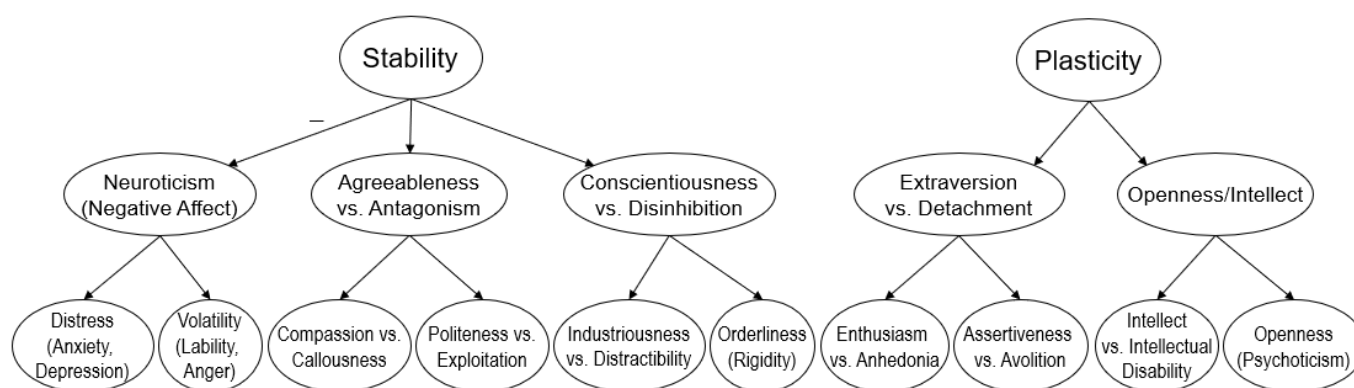 Stability
Plasticity
–
Neuroticism
(Negative Affect)
Agreeableness
vs. Antagonism
Conscientiousness
vs. Disinhibition
Extraversion
vs. Detachment
Openness/Intellect
Distress
(Anxiety,
Depression)
Volatility
(Lability,
Anger)
Compassion vs.
Callousness
Politeness vs.
Exploitation
Industriousness
vs. Distractibility
Orderliness
(Rigidity)
Enthusiasm
vs. Anhedonia
Assertiveness
vs. Avolition
Intellect
vs. Intellectual
Disability
Openness
(Psychoticism)